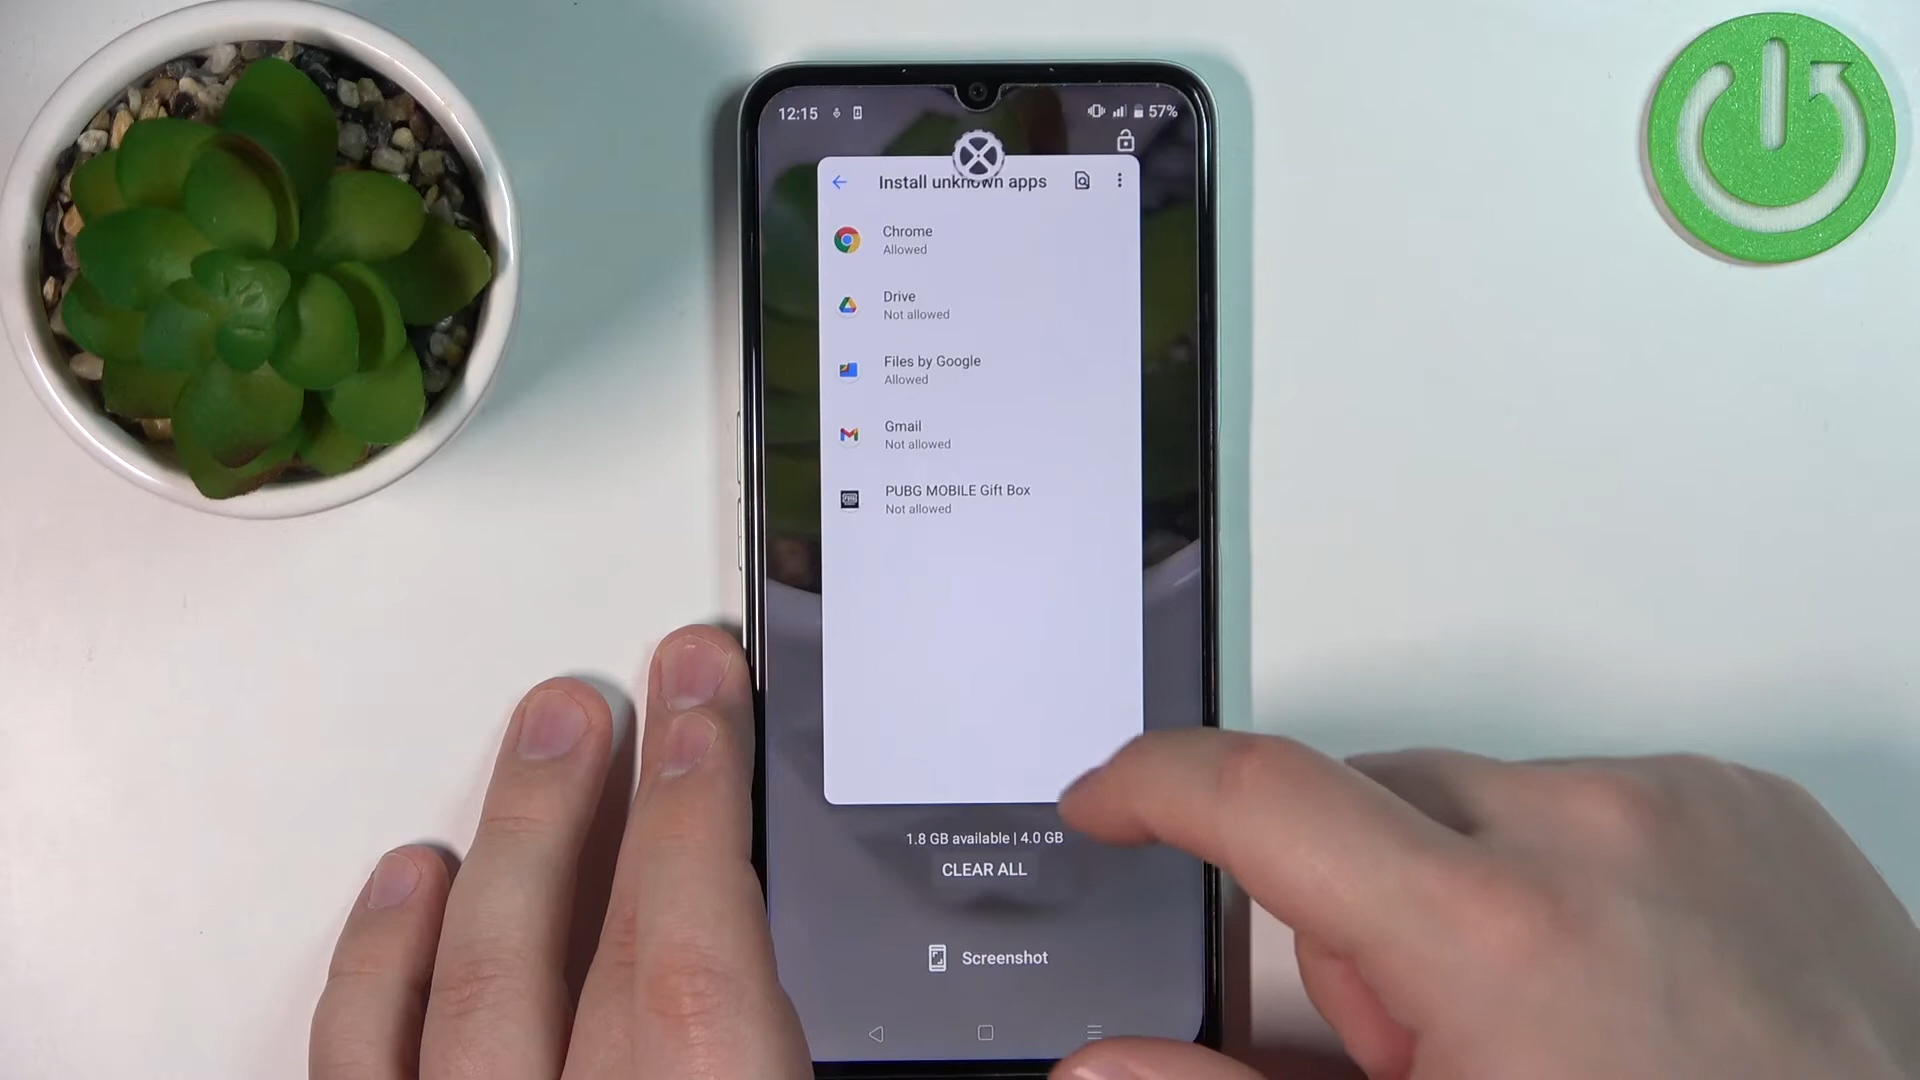 12:15
57%
Install unknown apps
Chrome
Allowed
Drive
Not allowed
Files by Google
Allowed
Gmail
Not allowed
PUBG MOBILE Gift Box
Not allowed
1.8 GB available | 4.0 GB
CLEAR ALL
Screenshot